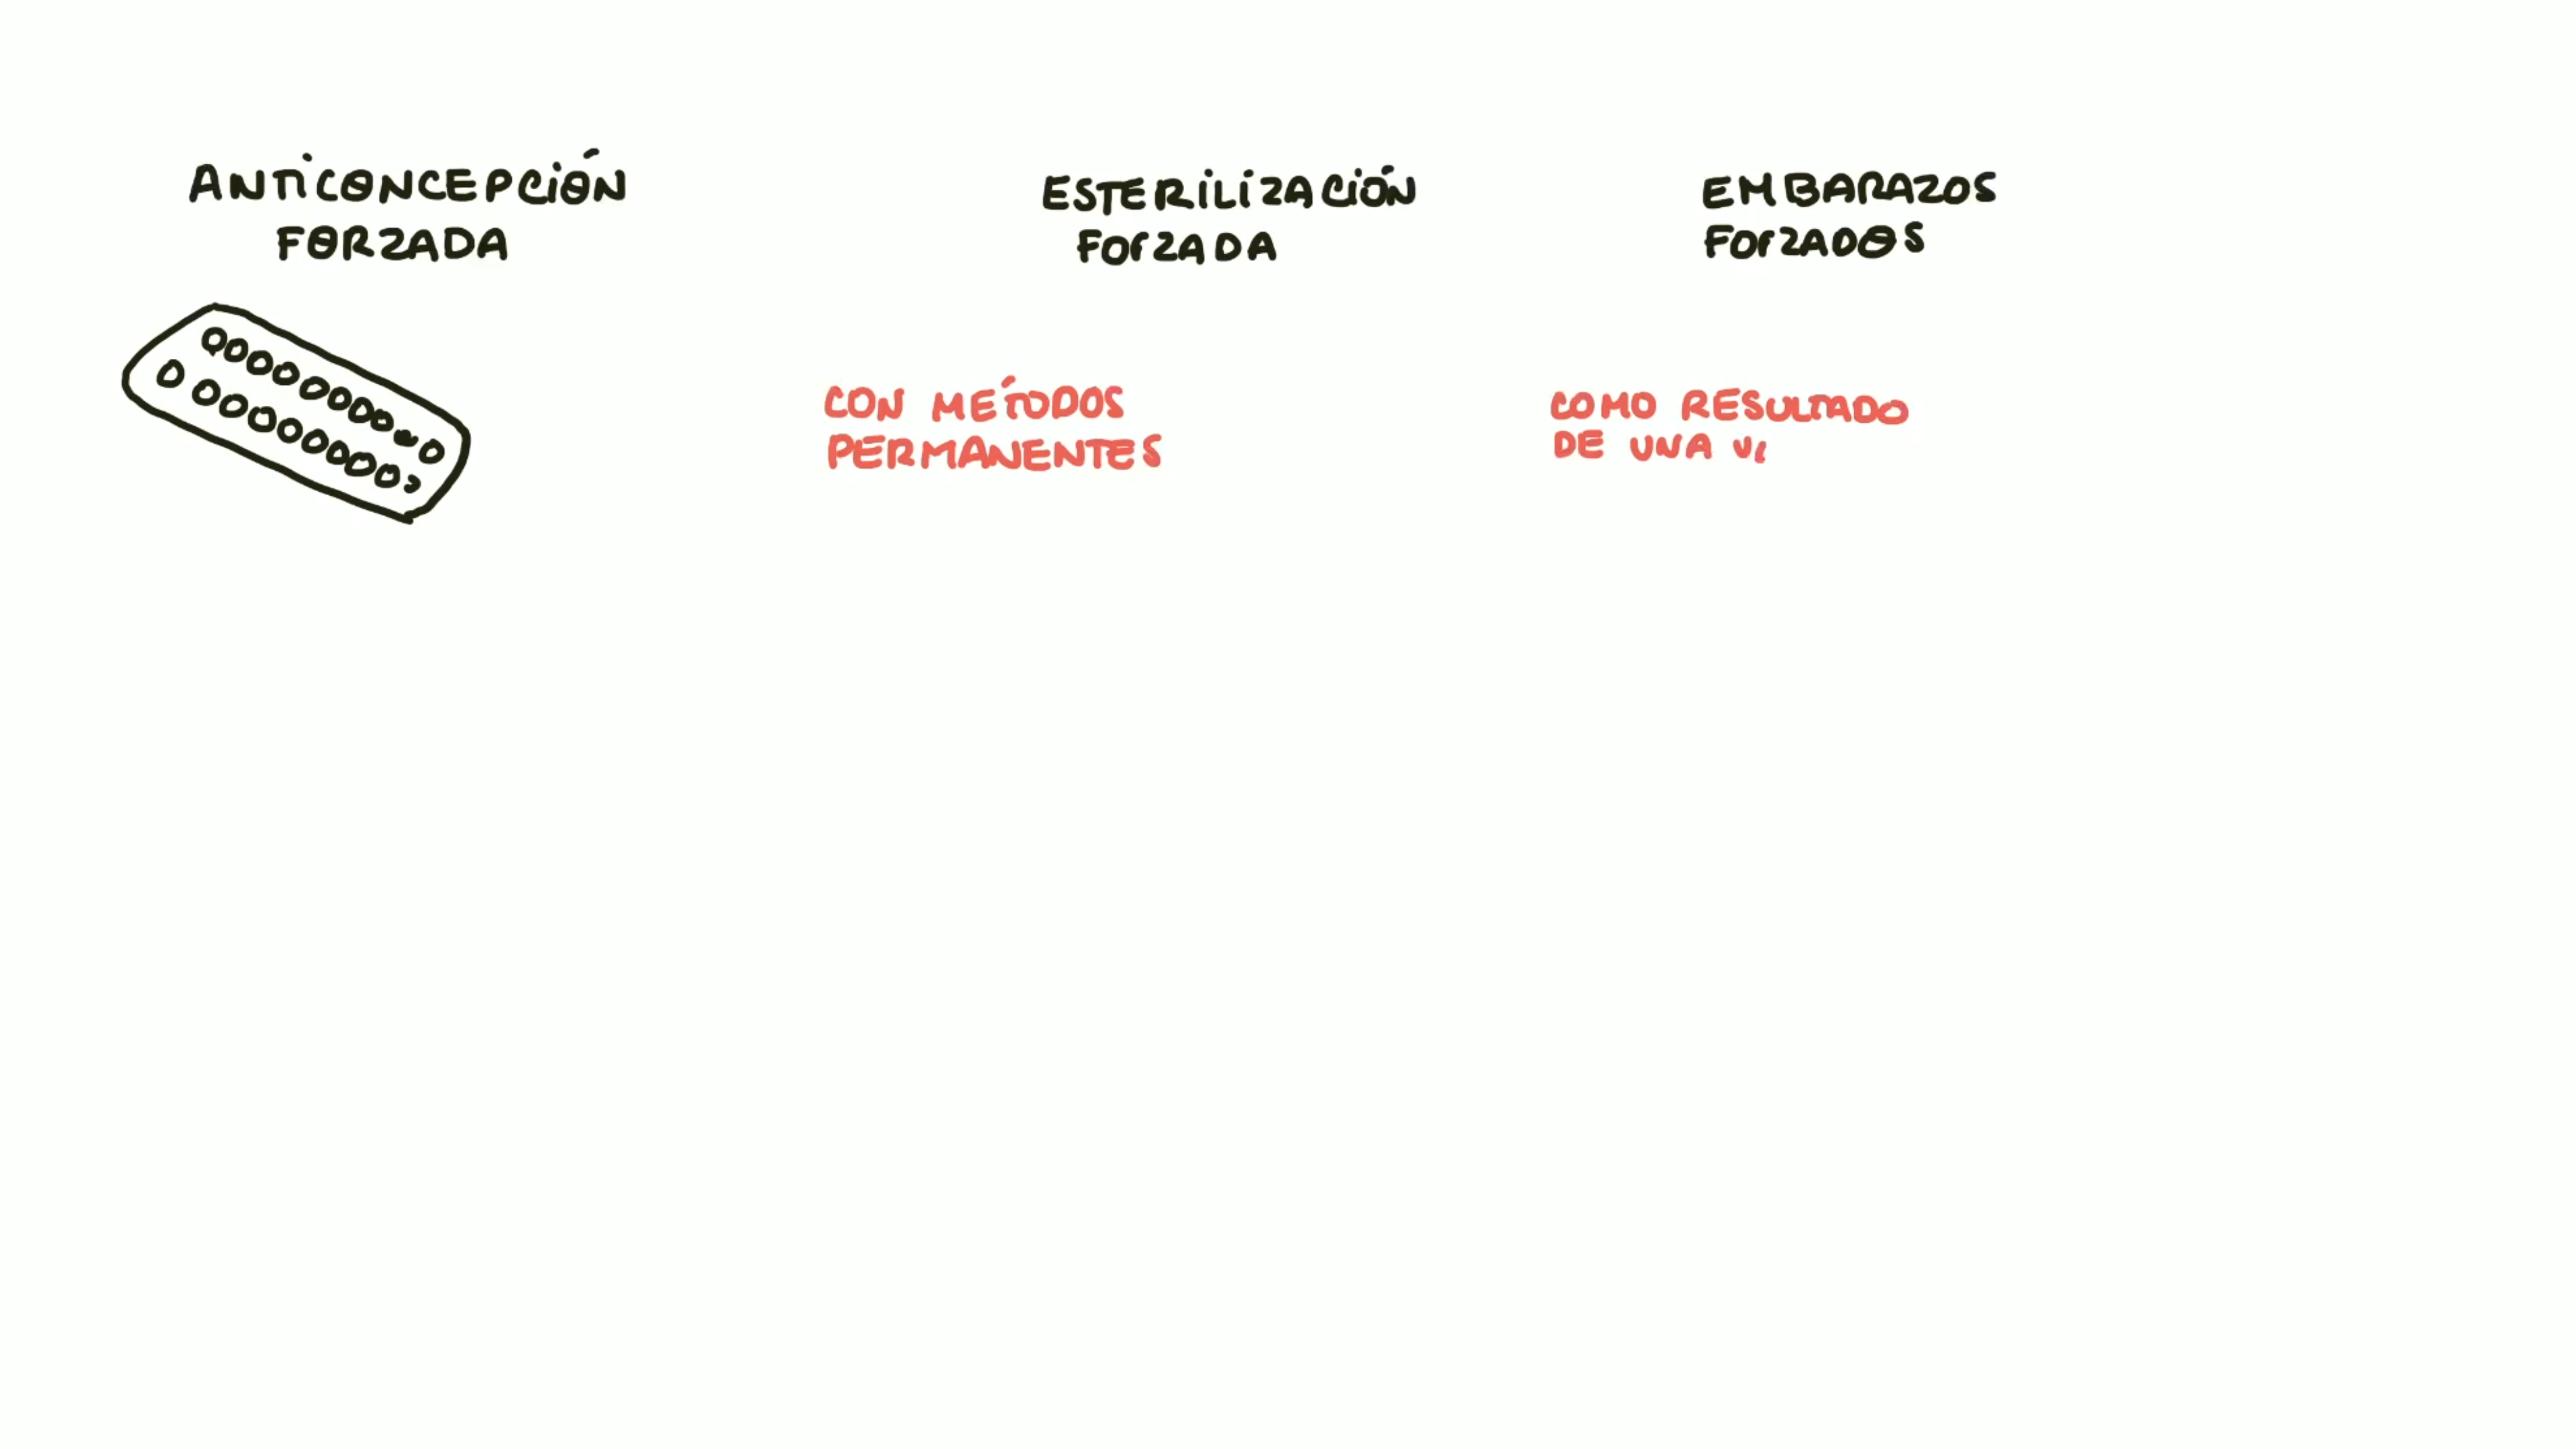 ANTICONCEPCIÓN
FORZADA
ESTERILIZACIÓN
FORZADA
EMBARAZOS
FORZADOS
CON MÉTODOS
PERMANENTES
COMO RESULTADO
DE UNA